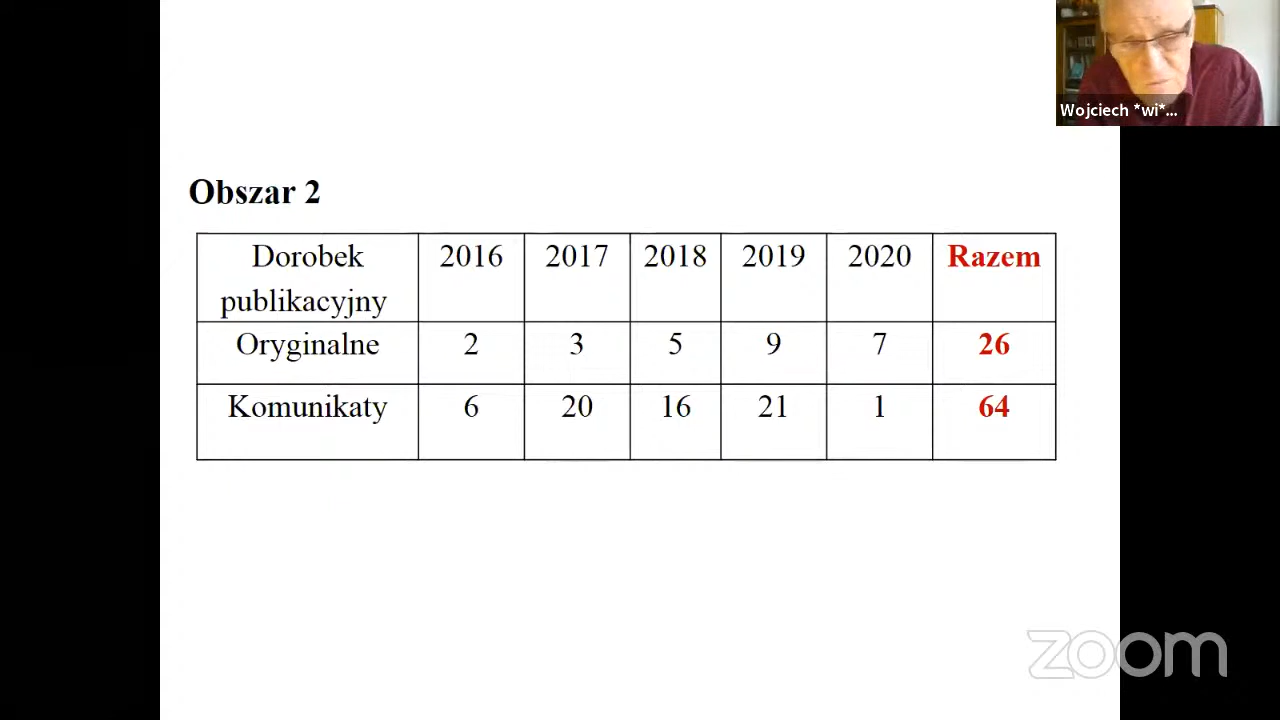 Wojciech *wi*...
Obszar 2
Dorobek 2016 2017 2018 2019 2020 Razem
publikacyjny
Oryginalne 2 3 5 9 7 26
Komunikaty 6 20 16 21 1 64
zoom